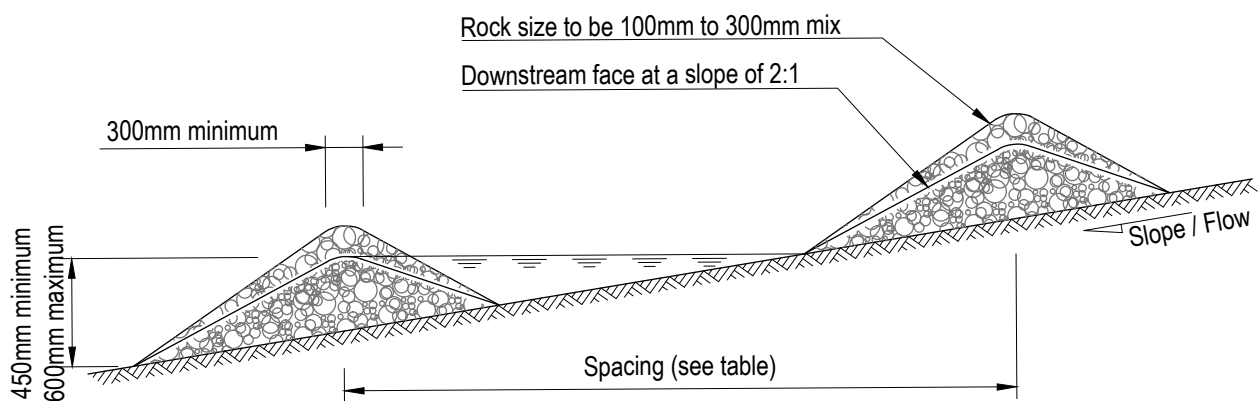 Rock size to be 100mm to 300mm mix
Downstream face at a slope of 2:1
300mm minimum
Slope / Flow
450mm minimum
600mm maximum
Spacing (see table)